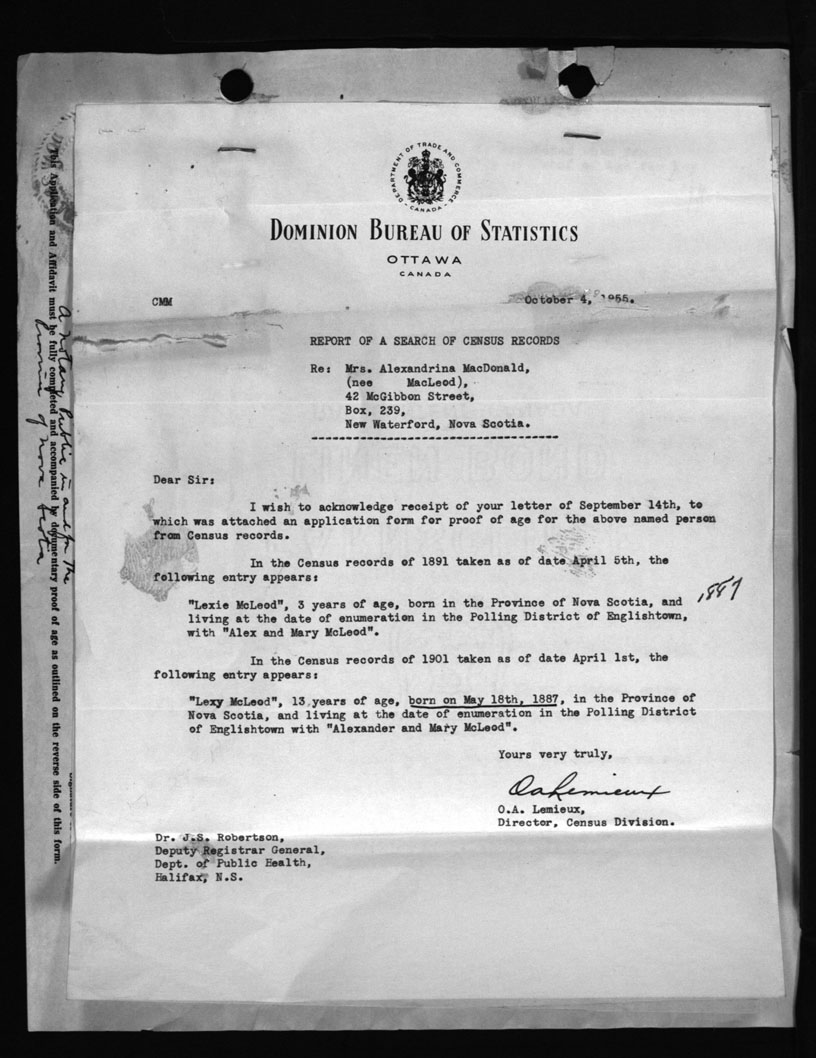 DEPARTMENT OF TRADE AND COMMERCE
- CANADA -
DOMINION BUREAU OF STATISTICS
OTTAWA
CANADA
CMM
October 4, 1955.
REPORT OF A SEARCH OF CENSUS RECORDS
Re: Mrs. Alexandrina MacDonald,
(nee MacLeod),
42 McGibbon Street,
Box, 239,
New Waterford, Nova Scotia.
Dear Sir:
I wish to acknowledge receipt of your letter of September 14th, to
which was attached an application form for proof of age for the above named person
from Census records.
In the Census records of 1891 taken as of date April 5th, the
following entry appears:
"Lexie McLeod", 3 years of age, born in the Province of Nova Scotia, and
living at the date of enumeration in the Polling District of Englishtown,
with "Alex and Mary McLeod".
1887
In the Census records of 1901 taken as of date April 1st, the
following entry appears:
"Lexy McLeod", 13 years of age, born on May 18th, 1887, in the Province of
Nova Scotia, and living at the date of enumeration in the Polling District
of Englishtown with "Alexander and Mary McLeod".
Yours very truly,
OALemieux
O.A. Lemieux,
Director, Census Division.
Dr. J.S. Robertson,
Deputy Registrar General,
Dept. of Public Health,
Halifax, N.S.
A Notary Public in and for the
Province of Nova Scotia
This Application and Affidavit must be fully completed and accompanied by documentary proof of age as outlined on the reverse side of this form.